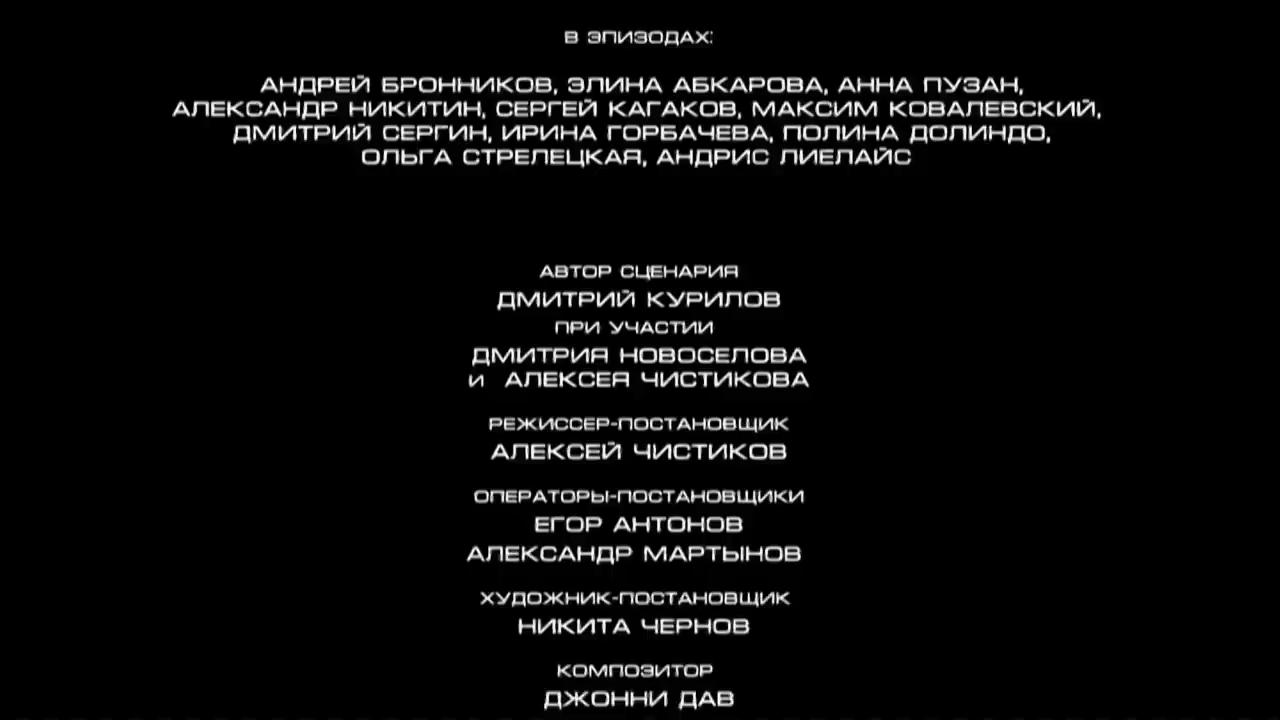 В ЭПИЗОДАХ:
АНДРЕЙ БРОННИКОВ, ЭЛИНА АБКАРОВА, АННА ПУЗАН,
АЛЕКСАНДР НИКИТИН, СЕРГЕЙ КАГАКОВ, МАКСИМ КОВАЛЕВСКИЙ,
ДМИТРИЙ СЕРГИН, ИРИНА ГОРБАЧЕВА, ПОЛИНА ДОЛИНДО,
ОЛЬГА СТРЕЛЕЦКАЯ, АНДРИС ЛИЕЛАЙС
АВТОР СЦЕНАРИЯ
ДМИТРИЙ КУРИЛОВ
ПРИ УЧАСТИИ
ДМИТРИЯ НОВОСЕЛОВА
и АЛЕКСЕЯ ЧИСТИКОВА
РЕЖИССЕР-ПОСТАНОВЩИК
АЛЕКСЕЙ ЧИСТИКОВ
ОПЕРАТОРЫ-ПОСТАНОВЩИКИ
ЕГОР АНТОНОВ
АЛЕКСАНДР МАРТЫНОВ
ХУДОЖНИК-ПОСТАНОВЩИК
НИКИТА ЧЕРНОВ
КОМПОЗИТОР
ДЖОННИ ДАВ